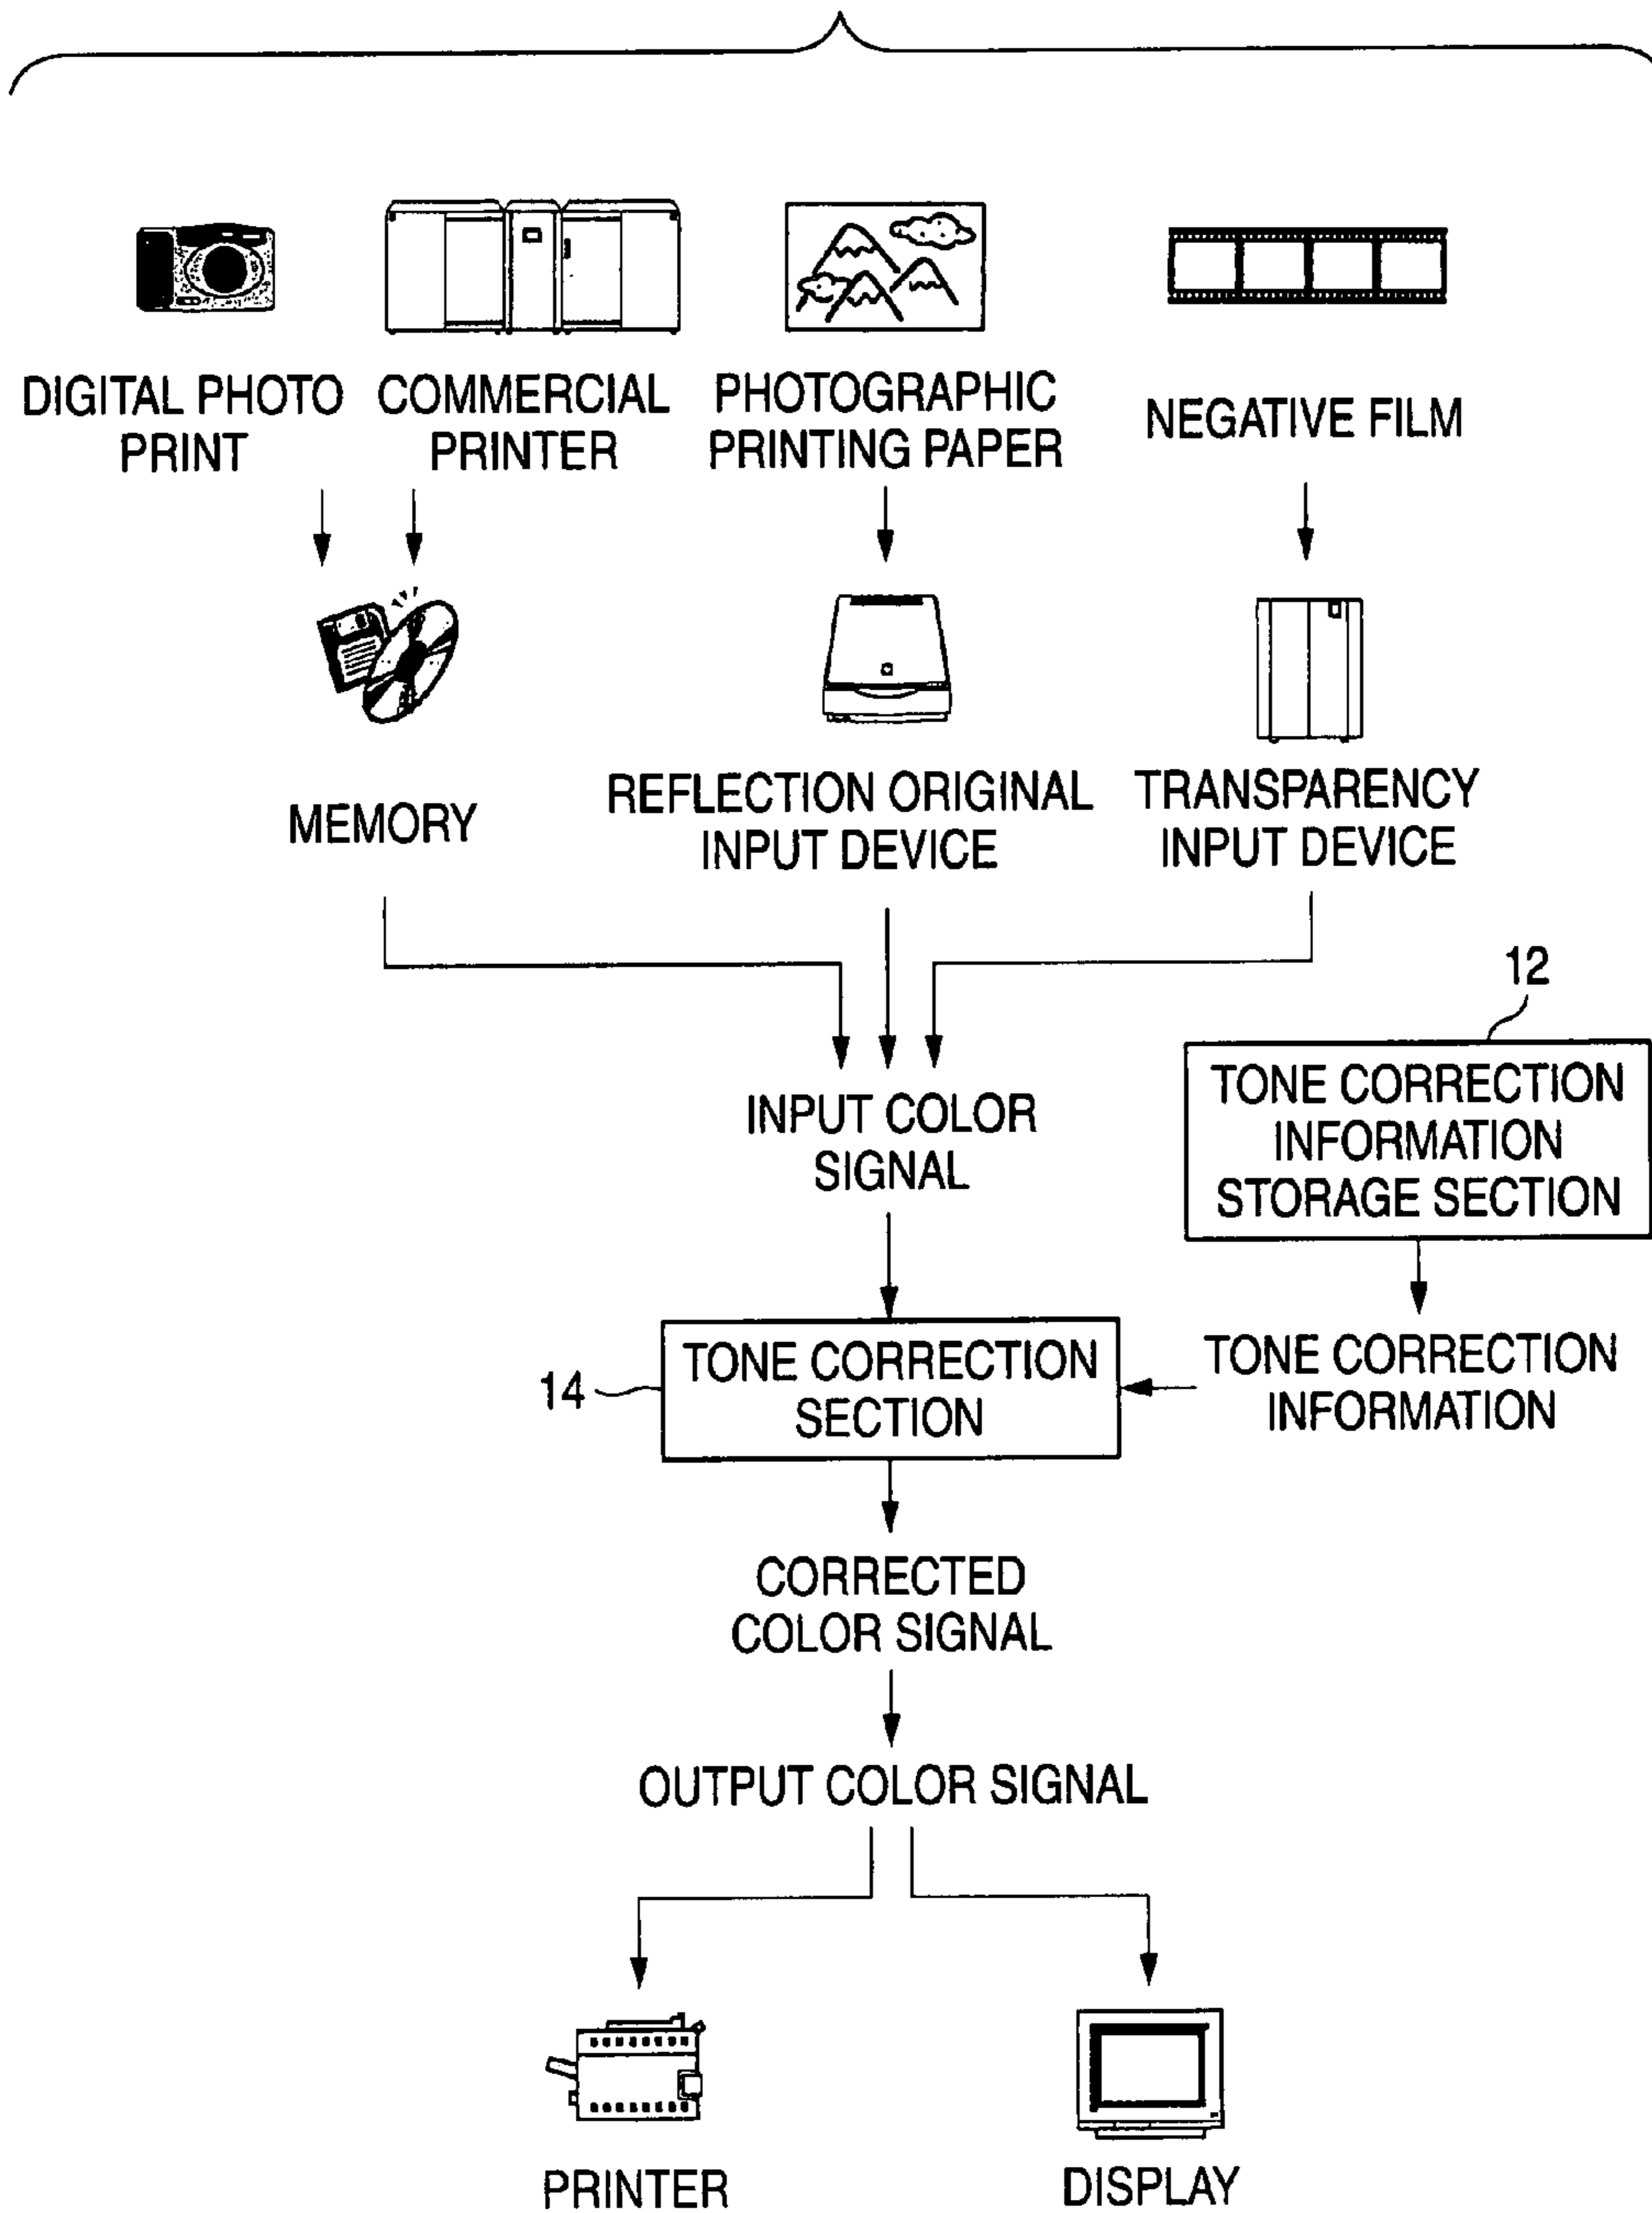 DIGITAL PHOTO
PRINT
COMMERCIAL
PRINTER
PHOTOGRAPHIC
PRINTING PAPER
NEGATIVE FILM
MEMORY
REFLECTION ORIGINAL
INPUT DEVICE
TRANSPARENCY
INPUT DEVICE
12
INPUT COLOR
SIGNAL
TONE CORRECTION
INFORMATION
STORAGE SECTION
14
TONE CORRECTION
SECTION
TONE CORRECTION
INFORMATION
CORRECTED
COLOR SIGNAL
OUTPUT COLOR SIGNAL
PRINTER
DISPLAY